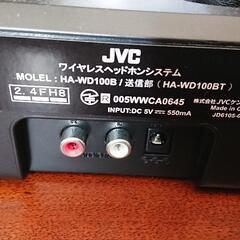 JVC
ワイヤレスヘッドホンシステム
MOLEL : HA-WD100B / 送信部 ( HA-WD100BT )
2.4FH8
R 005WWCA0645
株式会社JVCケン
INPUT:DC 5V 550mA
MADE IN C
JD6105-0